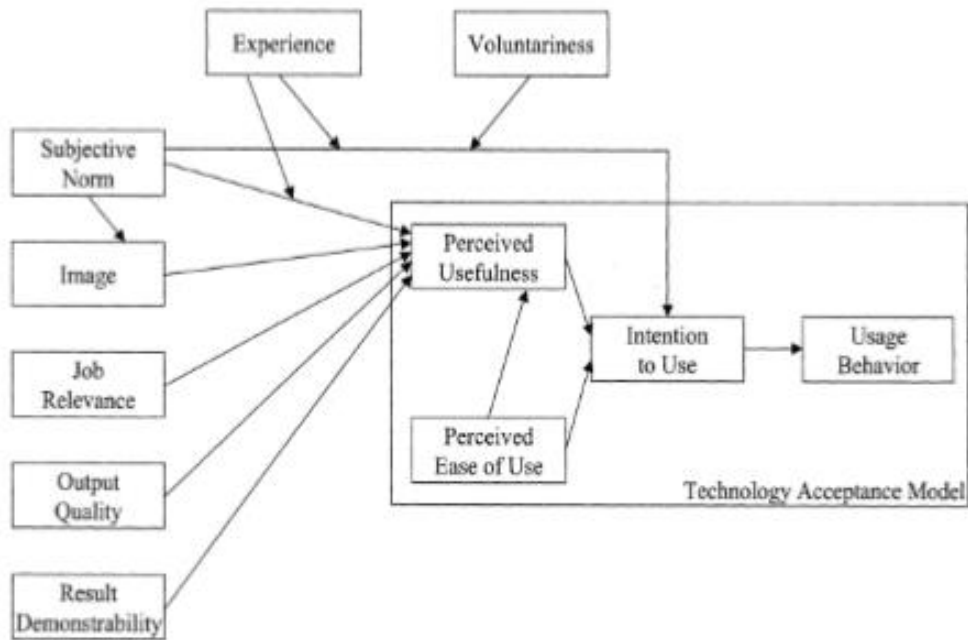 Experience
Voluntariness
Subjective
Norm
Image
Job
Relevance
Output
Quality
Result
Demonstrability
Perceived
Usefulness
Perceived
Ease of Use
Intention
to Use
Usage
Behavior
Technology Acceptance Model